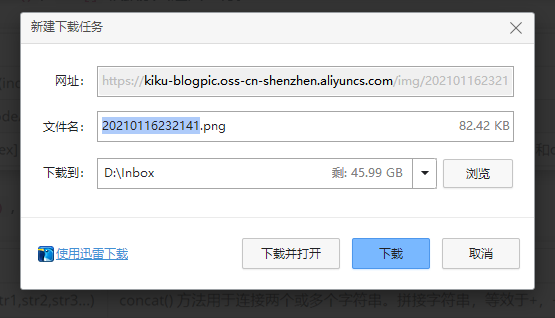 新建下载任务
网址: https://kiku-blogpic.oss-cn-shenzhen.aliyuncs.com/img/202101162321
文件名: 20210116232141.png 82.42 KB
下载到: D:\Inbox 剩: 45.99 GB 浏览
使用迅雷下载 下载并打开 下载 取消
str1,str2,str3...) concat() 方法用于连接两个或多个字符串。拼接字符串，等效于+，